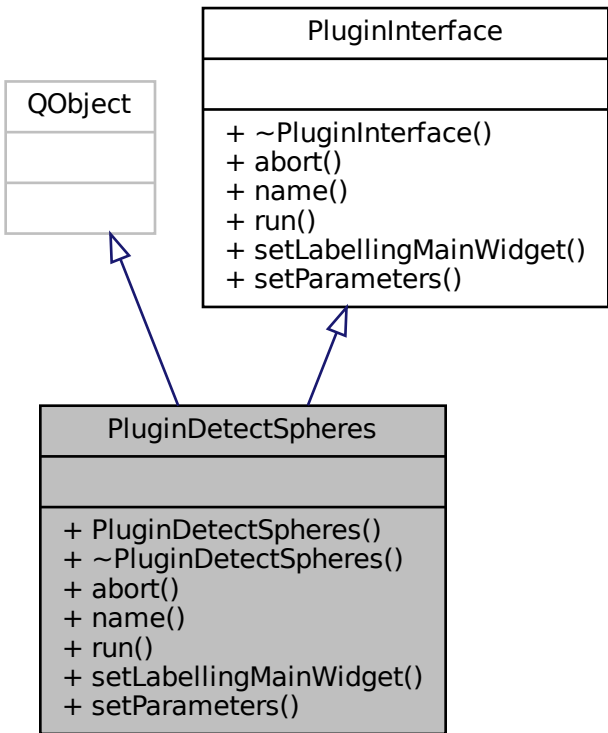 PluginInterface
+ ~PluginInterface()
+ abort()
+ name()
+ run()
+ setLabellingMainWidget()
+ setParameters()
QObject
PluginDetectSpheres
+ PluginDetectSpheres()
+ ~PluginDetectSpheres()
+ abort()
+ name()
+ run()
+ setLabellingMainWidget()
+ setParameters()